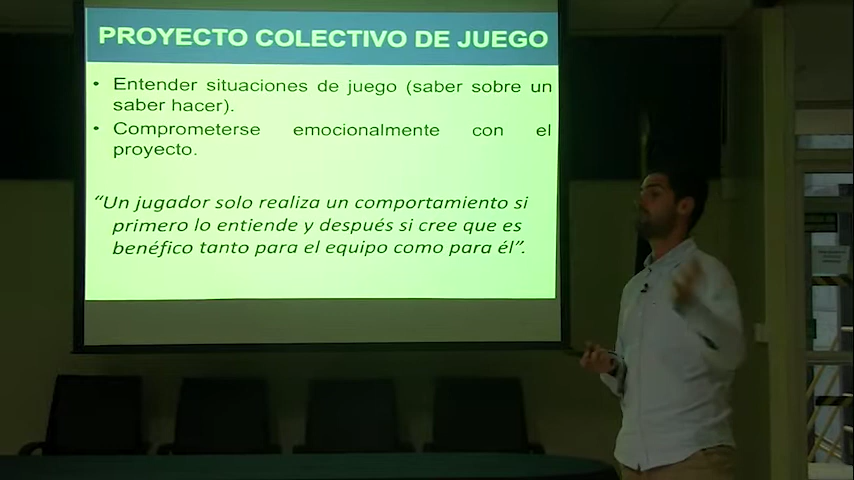 PROYECTO COLECTIVO DE JUEGO
• Entender situaciones de juego (saber sobre un
saber hacer).
• Comprometerse emocionalmente con el
proyecto.
“Un jugador solo realiza un comportamiento si
primero lo entiende y después si cree que es
benéfico tanto para el equipo como para él”.